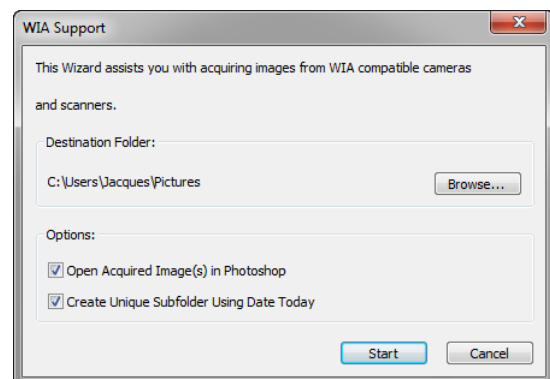 WIA Support
This Wizard assists you with acquiring images from WIA compatible cameras
and scanners.
Destination Folder:
C:\Users\Jacques\Pictures
Browse...
Options:
Open Acquired Image(s) in Photoshop
Create Unique Subfolder Using Date Today
Start Cancel